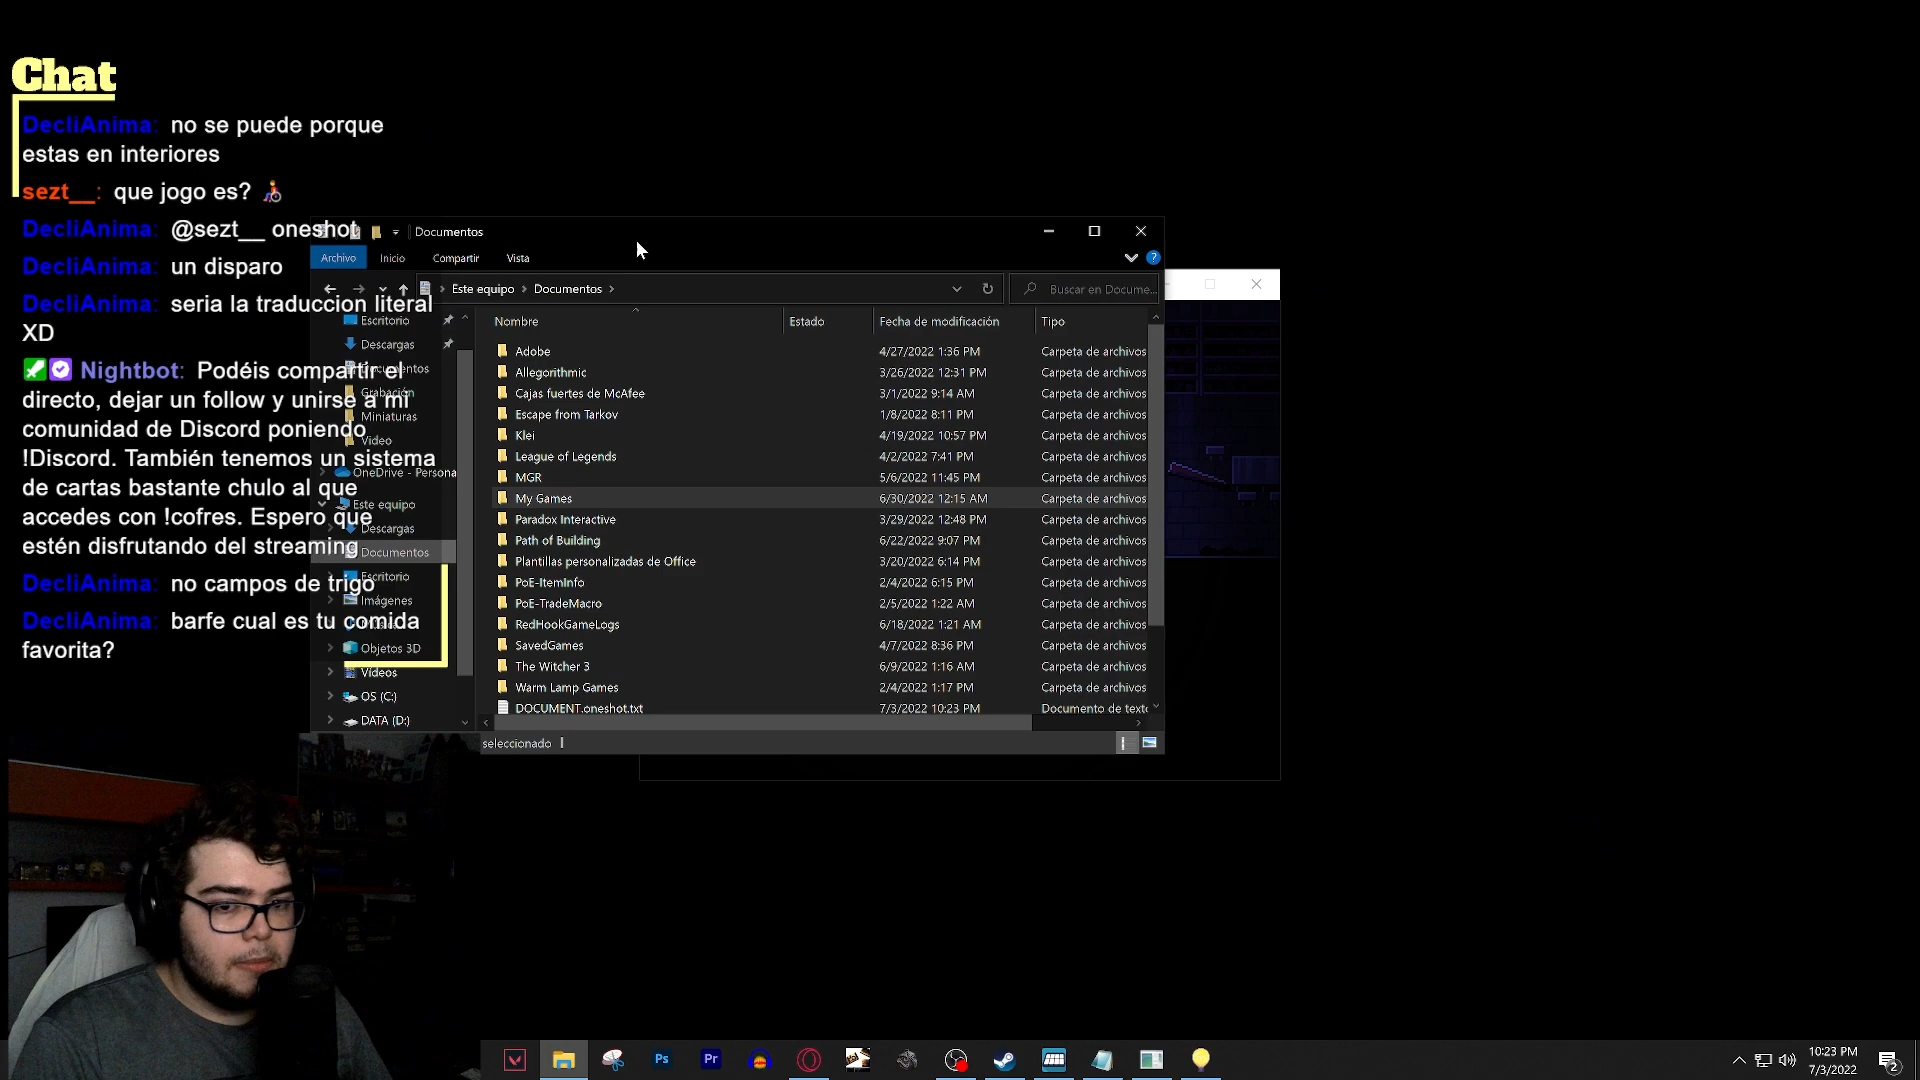 Chat
DecliAnima: no se puede porque
estas en interiores
sezt__: que jogo es?
DecliAnima: @sezt__ oneshot
DecliAnima: un disparo
DecliAnima: seria la traduccion literal
XD
Nightbot: Podéis compartir el
directo, dejar un follow y unirse a mi
comunidad de Discord poniendo
!Discord. También tenemos un sistema
de cartas bastante chulo al que
accedes con !cofres. Espero que
estén disfrutando del streaming
DecliAnima: no campos de trigo
DecliAnima: barfe cual es tu comida
favorita?
Documentos
Archivo Inicio Compartir Vista
Este equipo > Documentos >
Buscar en Docume...
Escritorio
Descargas
Documentos
Grabación
Miniaturas
Video
OneDrive - Persona
Este equipo
Descargas
Documentos
Escritorio
Imágenes
Objetos 3D
Vídeos
OS (C:)
DATA (D:)
Nombre Estado Fecha de modificación Tipo
Adobe 4/27/2022 1:36 PM Carpeta de archivos
Allegorithmic 3/26/2022 12:31 PM Carpeta de archivos
Cajas fuertes de McAfee 3/1/2022 9:14 AM Carpeta de archivos
Escape from Tarkov 1/8/2022 8:11 PM Carpeta de archivos
Klei 4/19/2022 10:57 PM Carpeta de archivos
League of Legends 4/2/2022 7:41 PM Carpeta de archivos
MGR 5/6/2022 11:45 PM Carpeta de archivos
My Games 6/30/2022 12:15 AM Carpeta de archivos
Paradox Interactive 3/29/2022 12:48 PM Carpeta de archivos
Path of Building 6/22/2022 9:07 PM Carpeta de archivos
Plantillas personalizadas de Office 3/20/2022 6:14 PM Carpeta de archivos
PoE-ItemInfo 2/4/2022 6:15 PM Carpeta de archivos
PoE-TradeMacro 2/5/2022 1:22 AM Carpeta de archivos
RedHookGameLogs 6/18/2022 1:21 AM Carpeta de archivos
SavedGames 4/7/2022 8:36 PM Carpeta de archivos
The Witcher 3 6/9/2022 1:16 AM Carpeta de archivos
Warm Lamp Games 2/4/2022 1:17 PM Carpeta de archivos
DOCUMENT.oneshot.txt 7/3/2022 10:23 PM Documento de texto
seleccionado
Ps
Pr
10:23 PM
7/3/2022
2